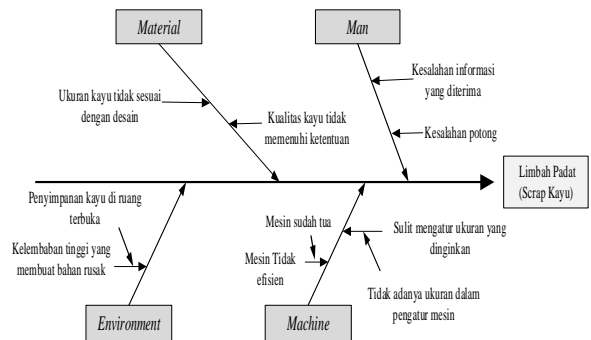 Material
Man
Ukuran kayu tidak sesuai
dengan desain
Kualitas kayu tidak
memenuhi ketentuan
Kesalahan informasi
yang diterima
Kesalahan potong
Limbah Padat
(Scrap Kayu)
Penyimpanan kayu di ruang
terbuka
Kelembaban tinggi yang
membuat bahan rusak
Mesin sudah tua
Mesin Tidak
efisien
Sulit mengatur ukuran yang
dinginkan
Tidak adanya ukuran dalam
pengatur mesin
Environment
Machine